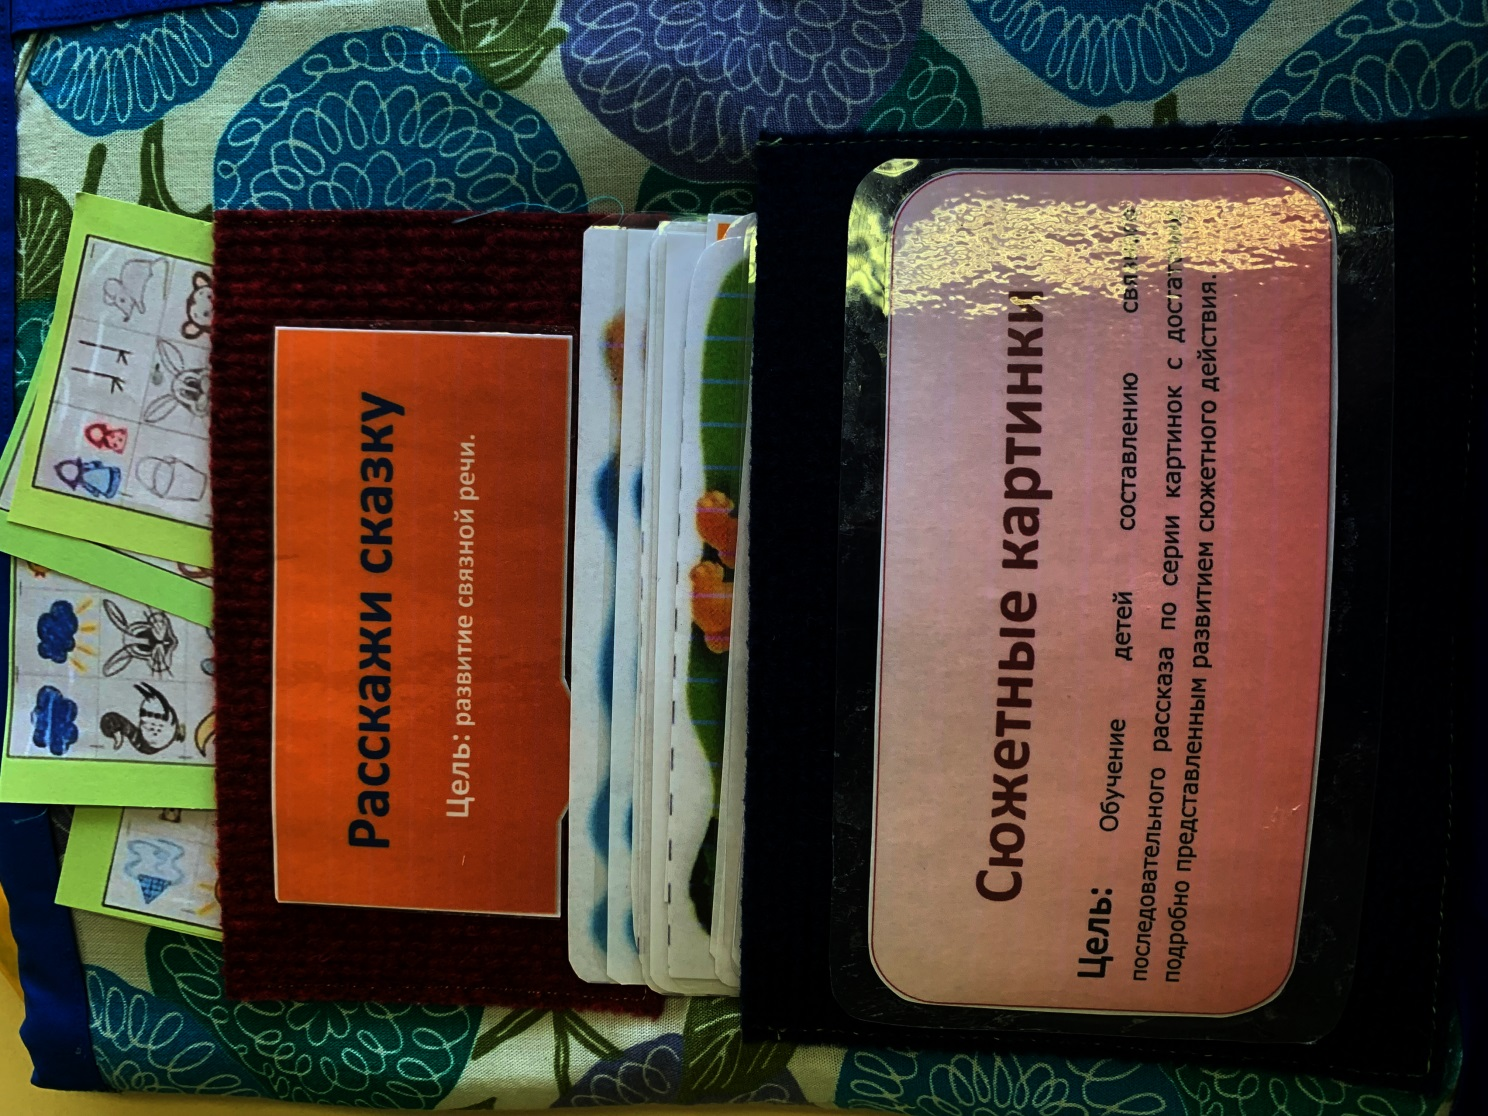 Расскажи сказку
Цель: развитие связной речи.
Сюжетные картинки
Цель: Обучение детей составлению
последовательного рассказа по серии картинок с
подробно представленным развитием сюжетного действия.